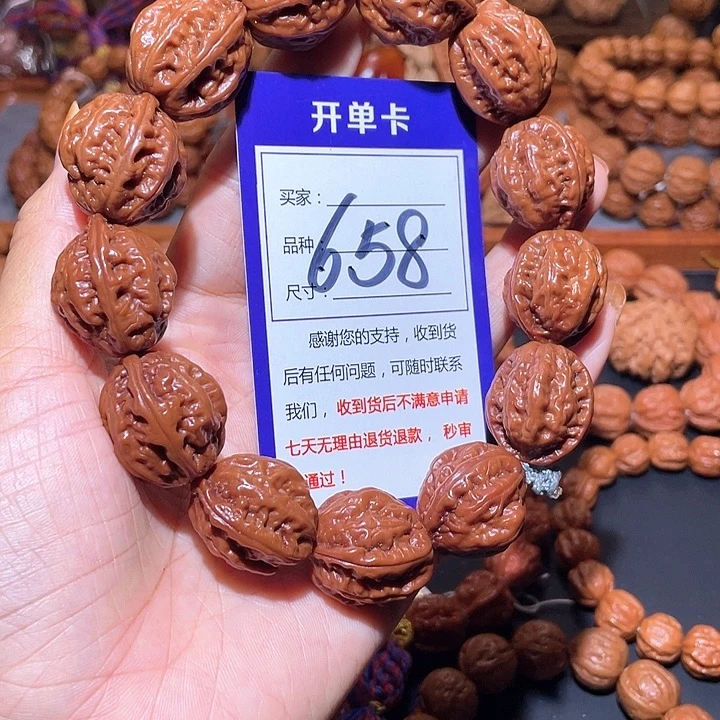 开单卡
买家：
品种
尺寸：
658
感谢您的支持，收到货
后有任何问题，可随时联系
我们，收到货后不满意申请
七天无理由退货退款，秒审
通过！